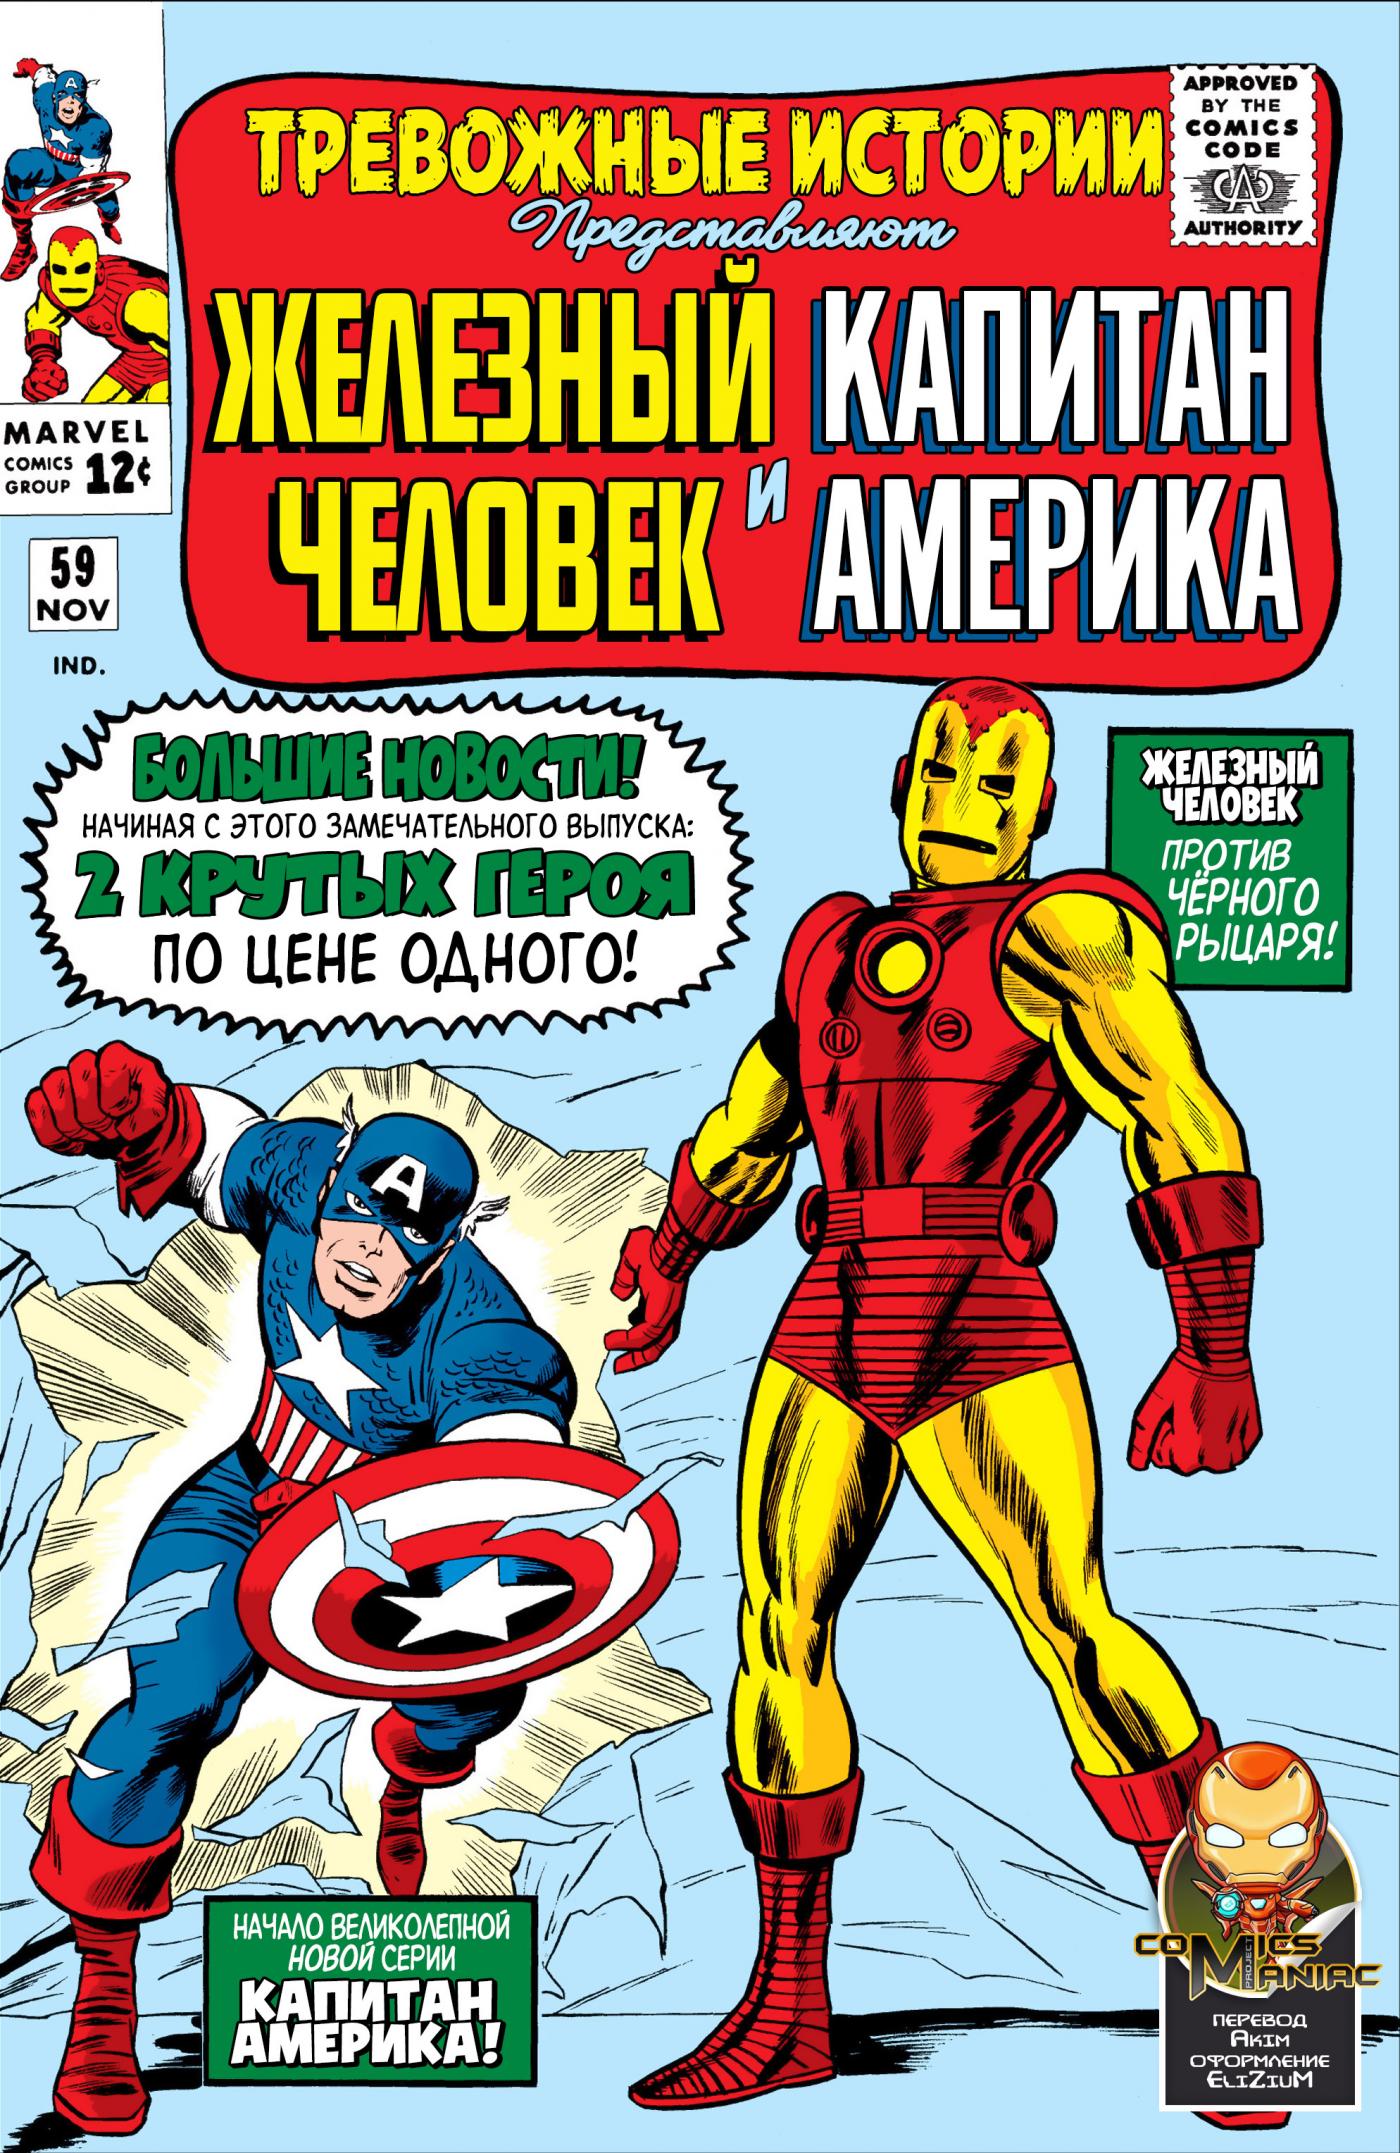 APPROVED
BY THE
COMICS
CODE
CA
AUTHORITY
ТРЕВОЖНЫЕ ИСТОРИИ
Представляют
ЖЕЛЕЗНЫЙ
ЧЕЛОВЕК
И
КАПИТАН
АМЕРИКА
MARVEL
COMICS
GROUP 12¢
59
NOV
IND.
БОЛЬШИЕ НОВОСТИ!
НАЧИНАЯ С ЭТОГО ЗАМЕЧАТЕЛЬНОГО ВЫПУСКА:
2 КРУТЫХ ГЕРОЯ
ПО ЦЕНЕ ОДНОГО!
ЖЕЛЕЗНЫЙ
ЧЕЛОВЕК
ПРОТИВ
ЧЁРНОГО
РЫЦАРЯ!
A
НАЧАЛО ВЕЛИКОЛЕПНОЙ
НОВОЙ СЕРИИ
КАПИТАН
АМЕРИКА!
COMICS
MANIAC
PROJECT
ПЕРЕВОД
AKIM
ОФОРМЛЕНИЕ
ELIZIUM